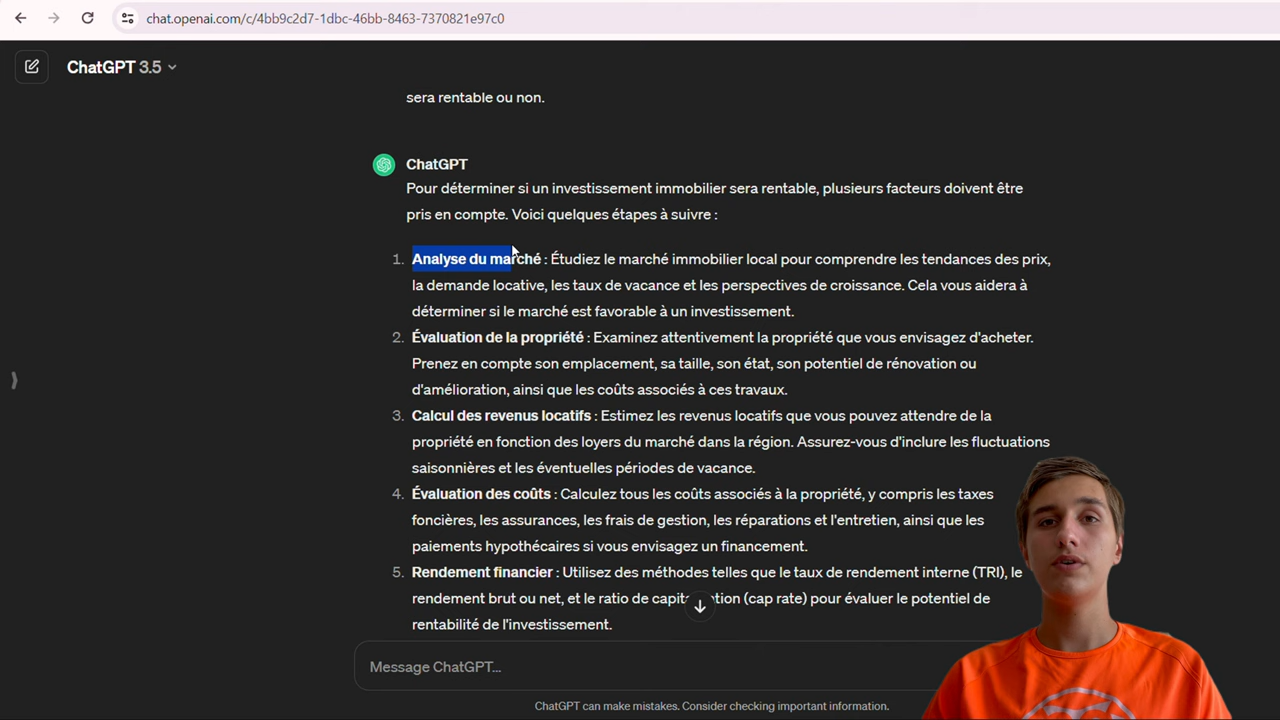 chat.openai.com/c/4bb9c2d7-1dbc-46bb-8463-7370821e97c0
ChatGPT 3.5
sera rentable ou non.
ChatGPT
Pour déterminer si un investissement immobilier sera rentable, plusieurs facteurs doivent être
pris en compte. Voici quelques étapes à suivre :
1. Analyse du marché : Étudiez le marché immobilier local pour comprendre les tendances des prix,
la demande locative, les taux de vacance et les perspectives de croissance. Cela vous aidera à
déterminer si le marché est favorable à un investissement.
2. Évaluation de la propriété : Examinez attentivement la propriété que vous envisagez d'acheter.
Prenez en compte son emplacement, sa taille, son état, son potentiel de rénovation ou
d'amélioration, ainsi que les coûts associés à ces travaux.
3. Calcul des revenus locatifs : Estimez les revenus locatifs que vous pouvez attendre de la
propriété en fonction des loyers du marché dans la région. Assurez-vous d'inclure les fluctuations
saisonnières et les éventuelles périodes de vacance.
4. Évaluation des coûts : Calculez tous les coûts associés à la propriété, y compris les taxes
foncières, les assurances, les frais de gestion, les réparations et l'entretien, ainsi que les
paiements hypothécaires si vous envisagez un financement.
5. Rendement financier : Utilisez des méthodes telles que le taux de rendement interne (TRI), le
rendement brut ou net, et le ratio de (cap rate) pour évaluer le potentiel de
rentabilité de l'investissement.
Message ChatGPT...
ChatGPT can make mistakes. Consider checking important information.